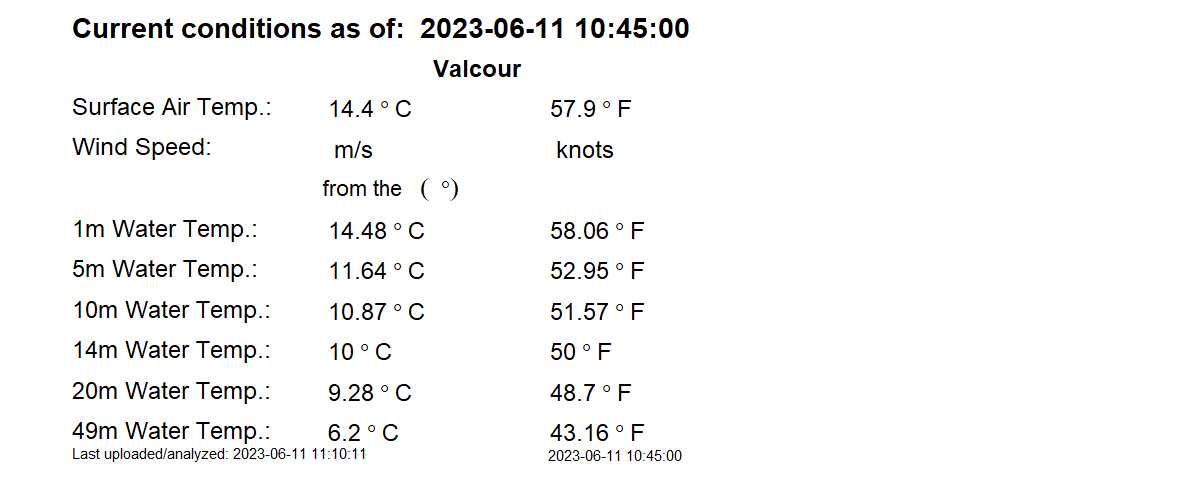 Current conditions as of: 2023-06-11 10:45:00
Valcour
Surface Air Temp.: 14.4 ° C 57.9 ° F
Wind Speed: m/s knots
from the ( °)
1m Water Temp.: 14.48 ° C 58.06 ° F
5m Water Temp.: 11.64 ° C 52.95 ° F
10m Water Temp.: 10.87 ° C 51.57 ° F
14m Water Temp.: 10 ° C 50 ° F
20m Water Temp.: 9.28 ° C 48.7 ° F
49m Water Temp.: 6.2 ° C 43.16 ° F
Last uploaded/analyzed: 2023-06-11 11:10:11 2023-06-11 10:45:00